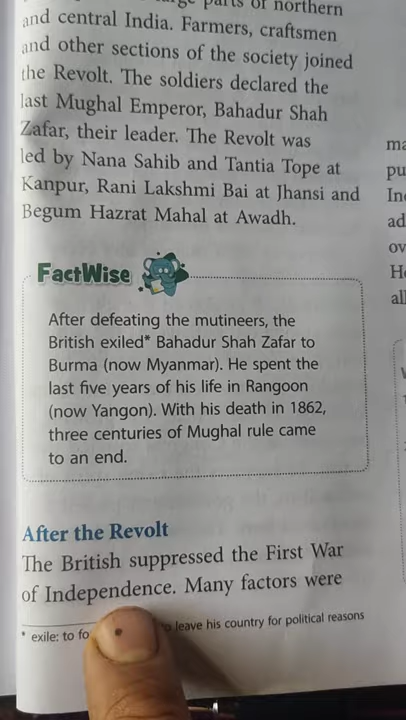 parts of northern
and central India. Farmers, craftsmen
and other sections of the society joined
the Revolt. The soldiers declared the
last Mughal Emperor, Bahadur Shah
Zafar, their leader. The Revolt was
led by Nana Sahib and Tantia Tope at
Kanpur, Rani Lakshmi Bai at Jhansi and
Begum Hazrat Mahal at Awadh.
FactWise
After defeating the mutineers, the
British exiled* Bahadur Shah Zafar to
Burma (now Myanmar). He spent the
last five years of his life in Rangoon
(now Yangon). With his death in 1862,
three centuries of Mughal rule came
to an end.
After the Revolt
The British suppressed the First War
of Independence. Many factors were
* exile: to leave his country for political reasons